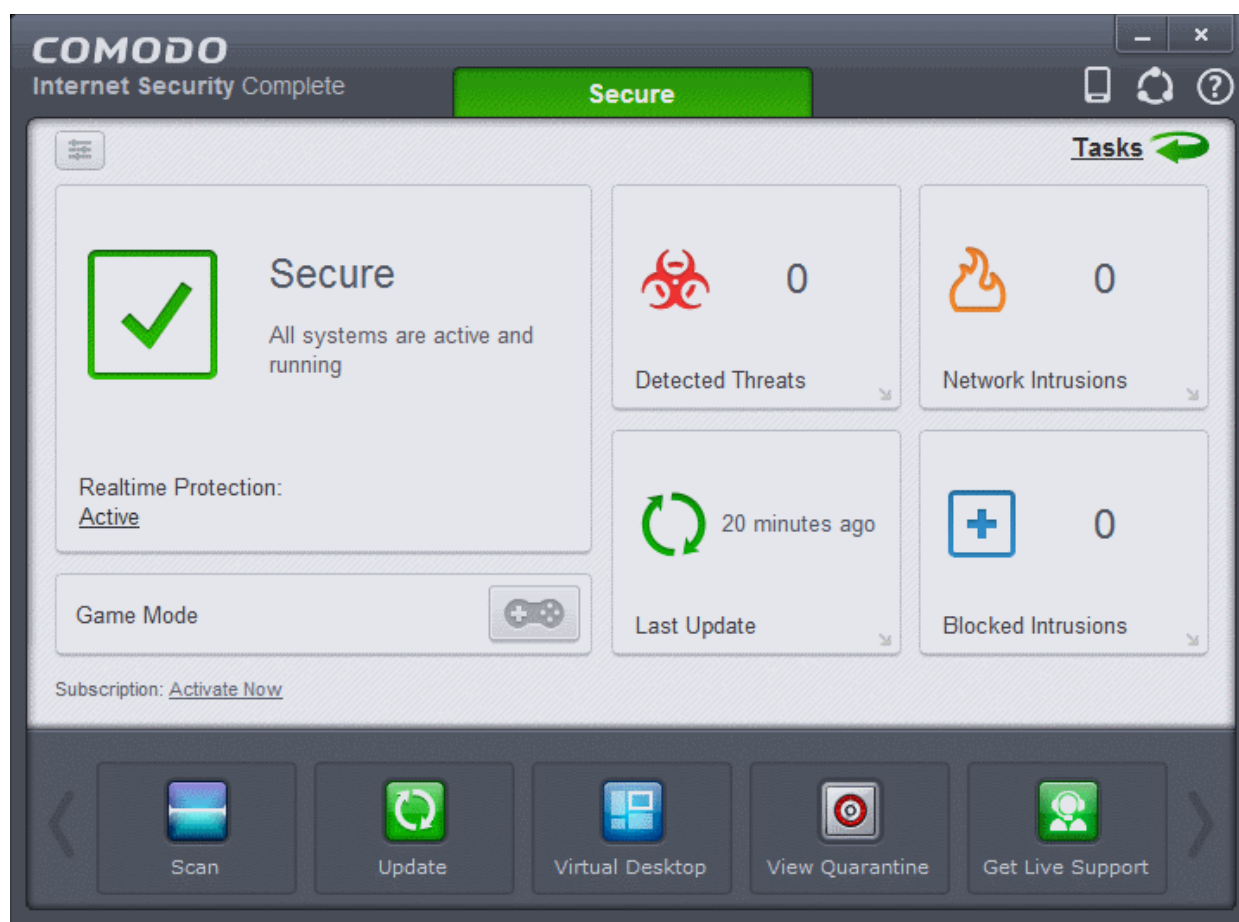 COMODO
Internet Security Complete
Secure
Tasks
Secure
All systems are active and
running
Realtime Protection:
Active
0
Detected Threats
0
Network Intrusions
20 minutes ago
Last Update
0
Blocked Intrusions
Game Mode
Subscription: Activate Now
Scan
Update
Virtual Desktop
View Quarantine
Get Live Support